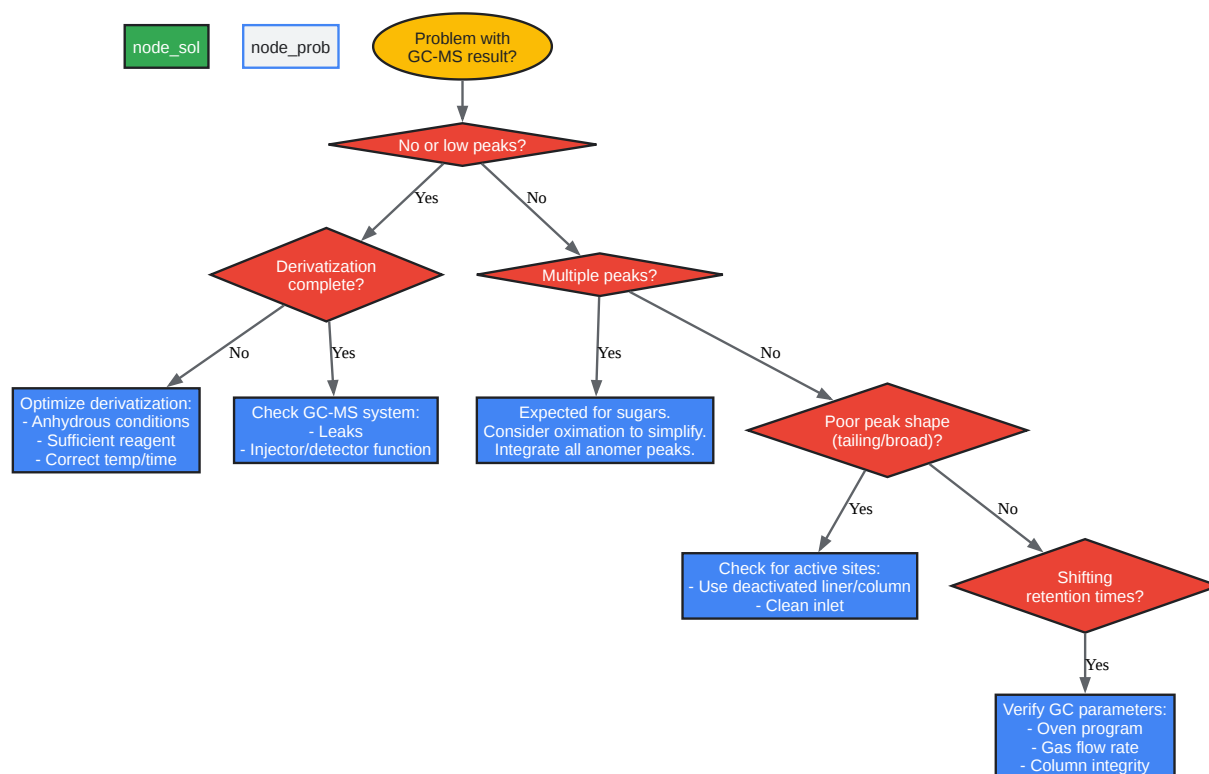 node_sol
node_prob
Problem with
GC-MS result?
No or low peaks?
Yes
No
Derivatization
complete?
Multiple peaks?
No
Yes
Yes
No
Optimize derivatization:
- Anhydrous conditions
- Sufficient reagent
- Correct temp/time
Check GC-MS system:
- Leaks
- Injector/detector function
Expected for sugars.
Consider oximation to simplify.
Integrate all anomer peaks.
Poor peak shape
(tailing/broad)?
Yes
No
Check for active sites:
- Use deactivated liner/column
- Clean inlet
Shifting
retention times?
Yes
Verify GC parameters:
- Oven program
- Gas flow rate
- Column integrity